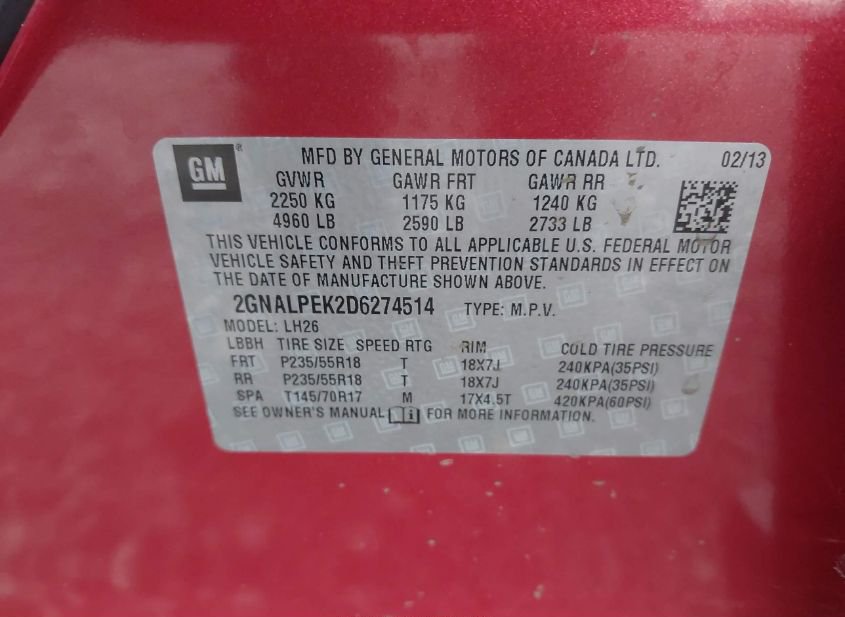 GM ® MFD BY GENERAL MOTORS OF CANADA LTD. 02/13
GVWR GAWR FRT GAWR RR
2250 KG 1175 KG 1240 KG
4960 LB 2590 LB 2733 LB
THIS VEHICLE CONFORMS TO ALL APPLICABLE U.S. FEDERAL MOTOR
VEHICLE SAFETY AND THEFT PREVENTION STANDARDS IN EFFECT ON
THE DATE OF MANUFACTURE SHOWN ABOVE.
2GNALPEK2D6274514 TYPE: M.P.V.
MODEL: LH26
LBBH TIRE SIZE SPEED RTG RIM COLD TIRE PRESSURE
FRT P235/55R18 T 18X7J 240KPA(35PSI)
RR P235/55R18 T 18X7J 240KPA(35PSI)
SPA T145/70R17 M 17X4.5T 420KPA(60PSI)
SEE OWNER'S MANUAL i FOR MORE INFORMATION.